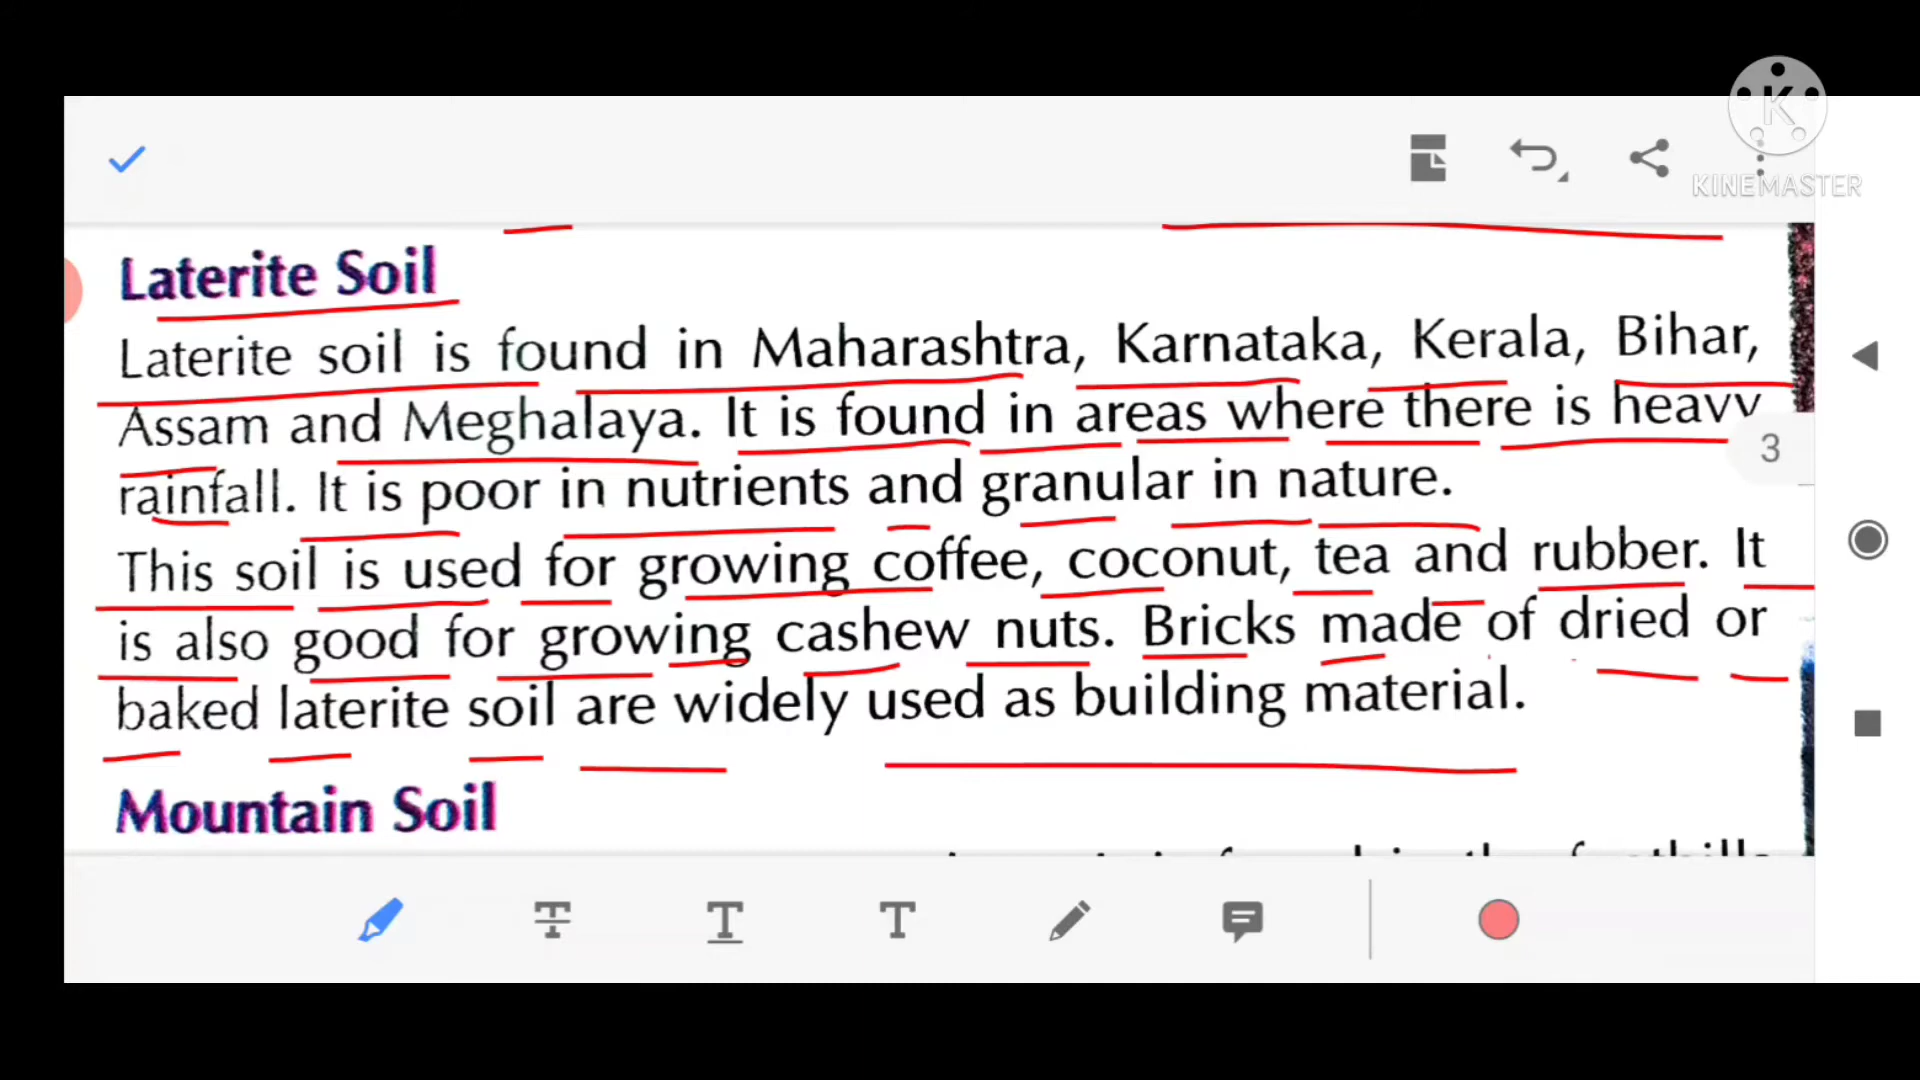 K
KINEMASTER
Laterite Soil
Laterite soil is found in Maharashtra, Karnataka, Kerala, Bihar,
Assam and Meghalaya. It is found in areas where there is heavy
3
rainfall. It is poor in nutrients and granular in nature.
This soil is used for growing coffee, coconut, tea and rubber. It
is also good for growing cashew nuts. Bricks made of dried or
baked laterite soil are widely used as building material.
Mountain Soil